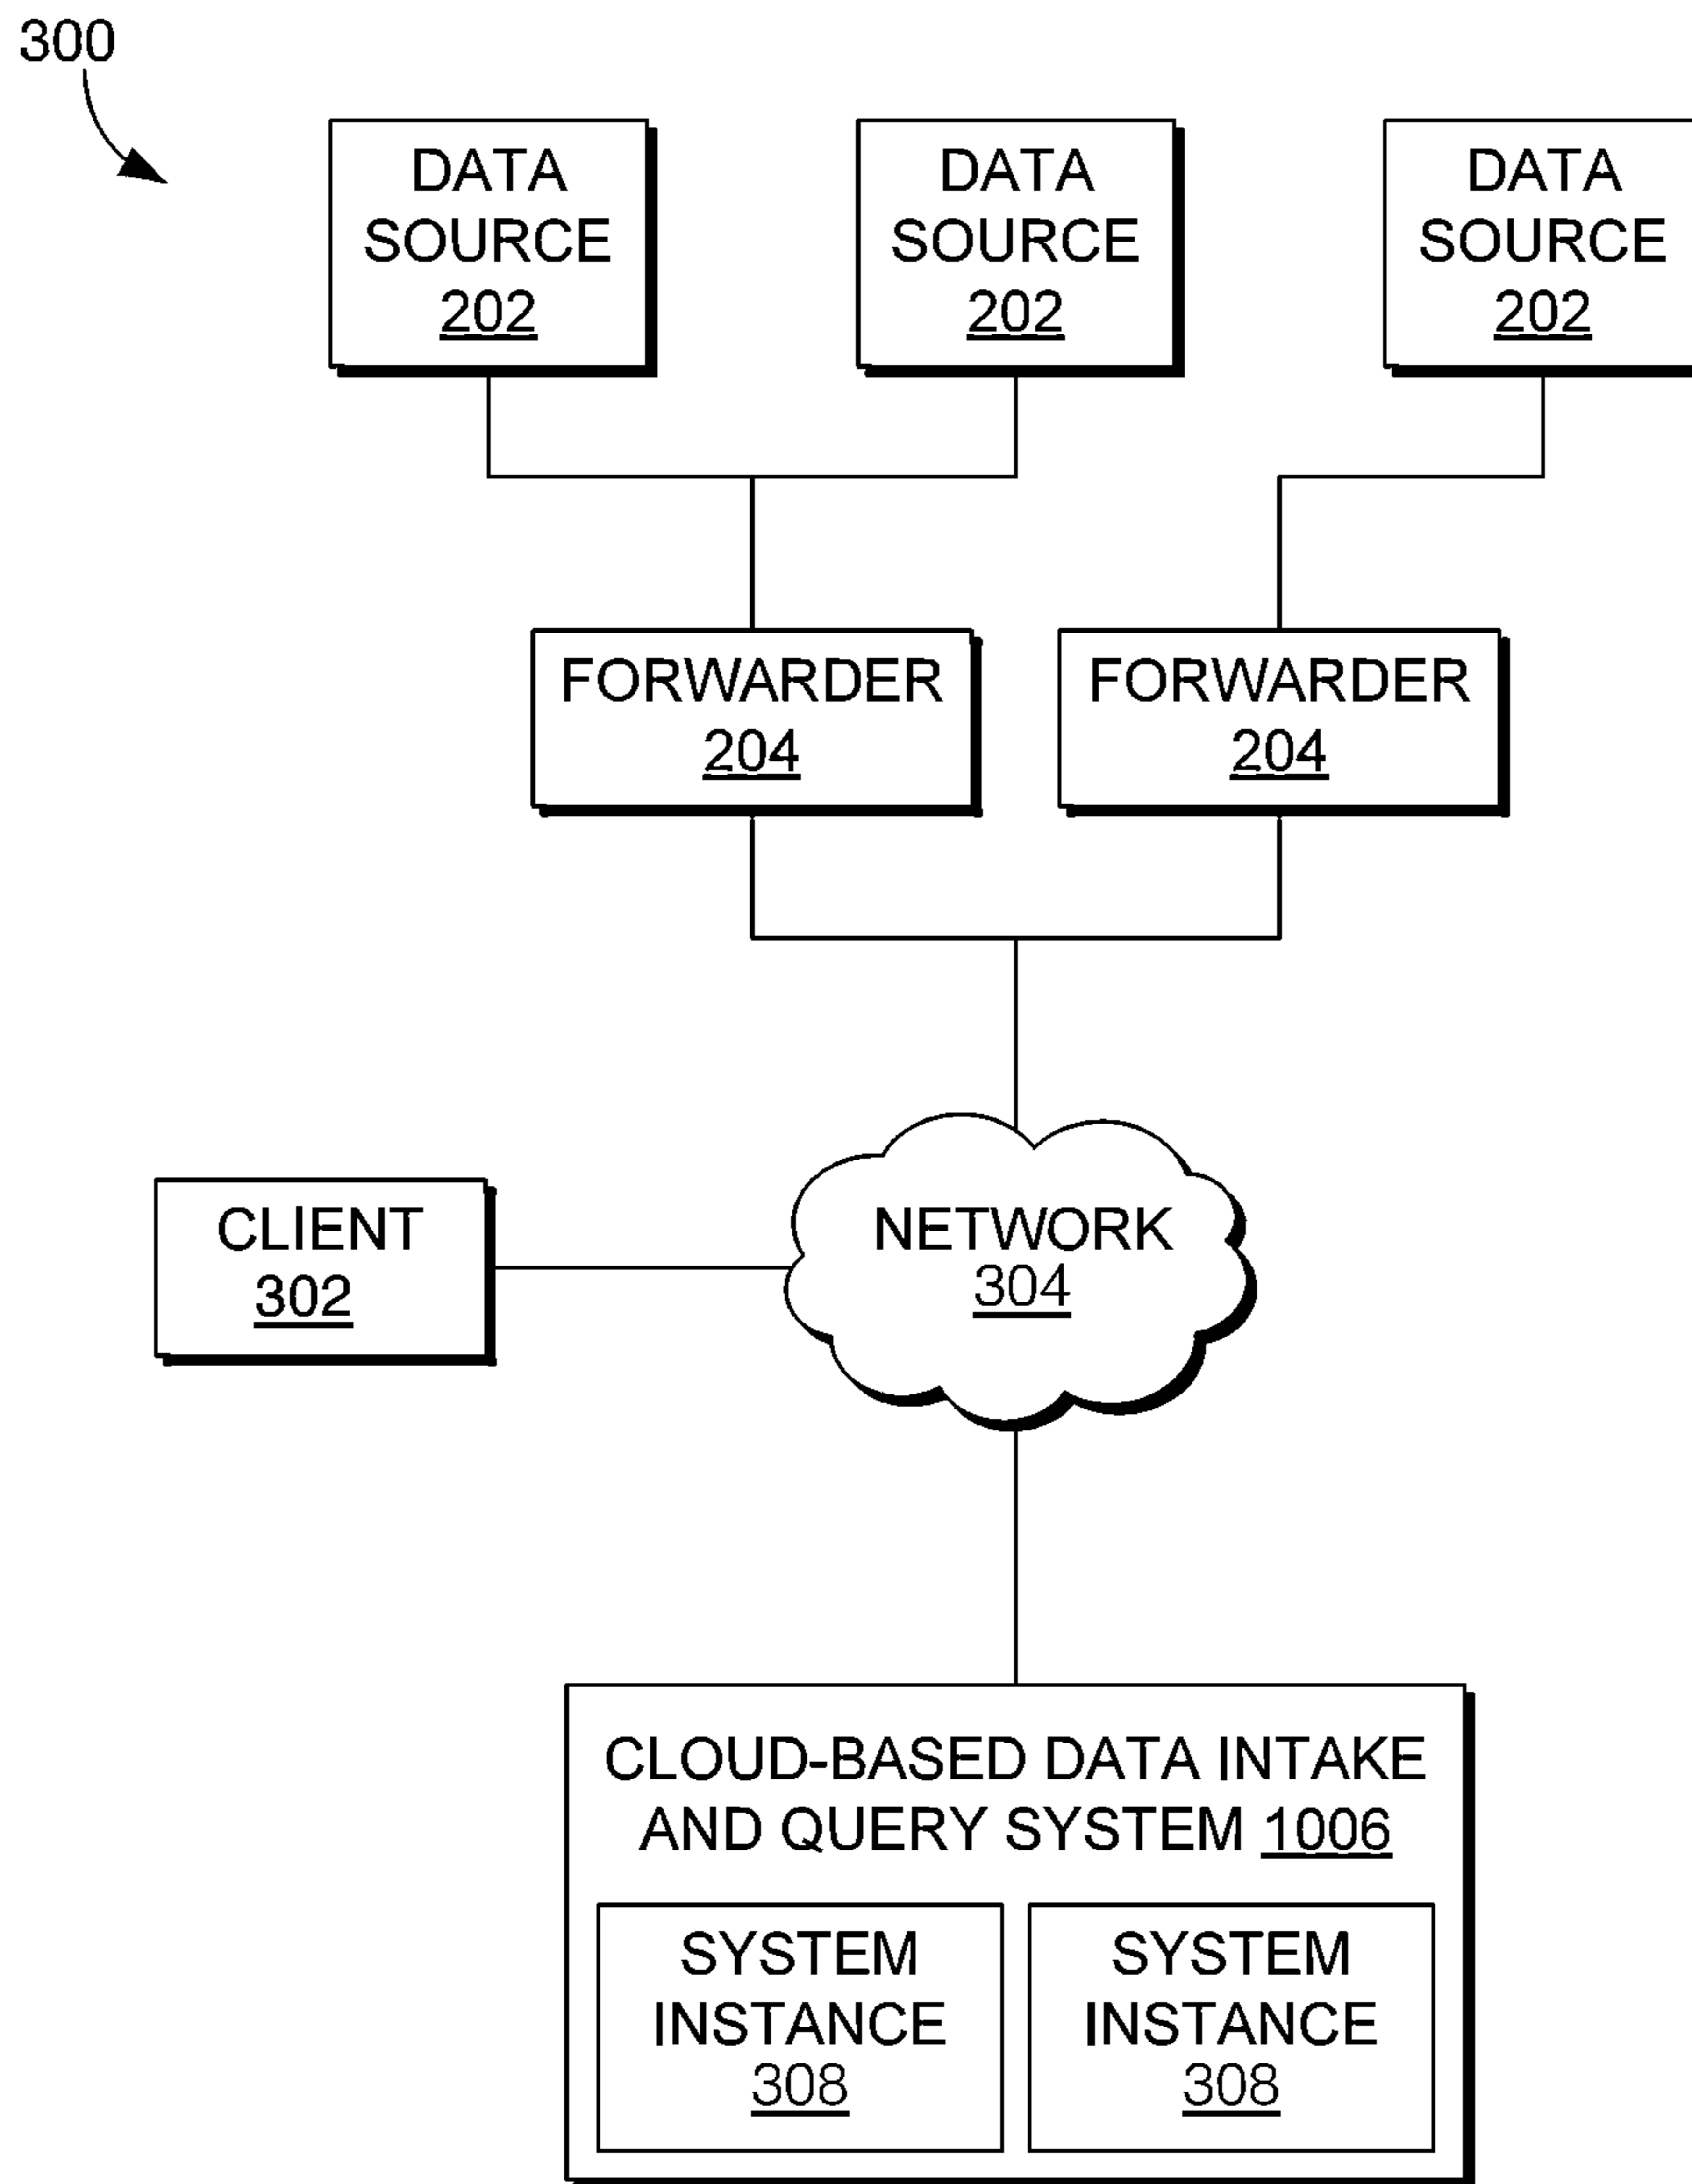 300
DATA
SOURCE
202
DATA
SOURCE
202
DATA
SOURCE
202
FORWARDER
204
FORWARDER
204
CLIENT
302
NETWORK
304
CLOUD-BASED DATA INTAKE
AND QUERY SYSTEM 1006
SYSTEM
INSTANCE
308
SYSTEM
INSTANCE
308